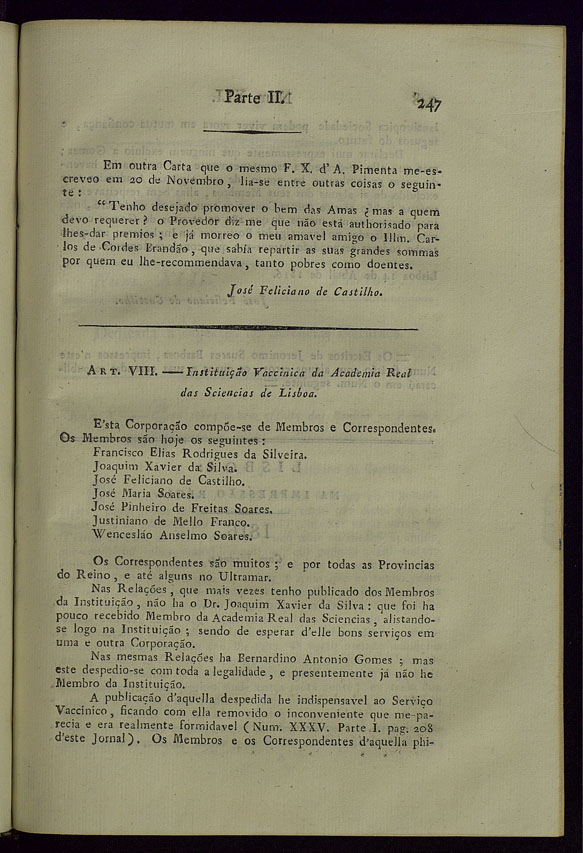 Parte II. 247
Em outra Carta que o mesmo F. X. d'A. Pimenta me-es-
creveo em 20 de Novembro, lia-se entre outras coisas o seguin-
te:
"Tenho desejado promover o bem das Amas ¿ mas a quem
devo requerer? o Provedor diz-me que não está authorisado para
lhes-dar premios; e já morreo o meu amavel amigo o Illm. Car-
los de Cordes Brandão, que sabía repartir as suas grandes sommas
por quem eu lhe-recommendava, tanto pobres como doentes.
José Feliciano de Castilho.
ART. VIII. — Instituição Vaccinica da Academia Real
das Sciencias de Lisboa.
E'sta Corporação compõe-se de Membros e Correspondentes.
Os Membros são hoje os seguintes:
Francisco Elias Rodrigues da Silveira.
Joaquim Xavier da Silva.
José Feliciano de Castilho.
José Maria Soares.
José Pinheiro de Freitas Soares.
Justiniano de Mello Franco.
Wencesláo Anselmo Soares.
Os Correspondentes são muitos; e por todas as Provincias
do Reino, e até alguns no Ultramar.
Nas Relações, que mais vezes tenho publicado dos Membros
da Instituição, não ha o Dr. Joaquim Xavier da Silva: que foi ha
pouco recebido Membro da Academia Real das Sciencias, alistando-
se logo na Instituição; sendo de esperar d'elle bons serviços em
uma e outra Corporação.
Nas mesmas Relações ha Bernardino Antonio Gomes; mas
este despedio-se com toda a legalidade, e presentemente já não he
Membro da Instituição.
A publicação d'aquella despedida he indispensavel ao Serviço
Vaccinico, ficando com ella removido o inconveniente que me-pa-
recia e era realmente formidavel (Num. XXXV. Parte I. pag. 208
d'este Jornal). Os Membros e os Correspondentes d'aquella phi-